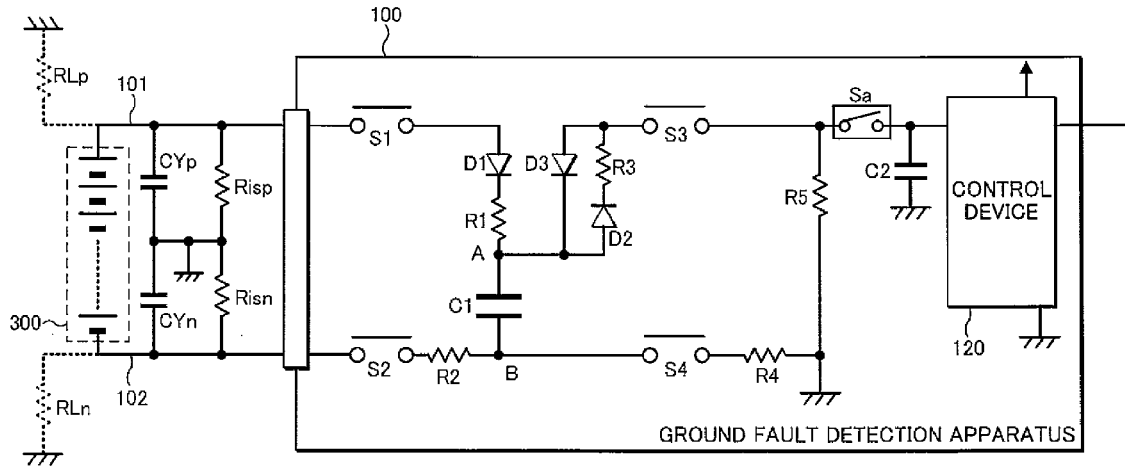 100
RLp
101
S1
S3
Sa
CYp
Risp
D1
D3
R3
C2
CONTROL
DEVICE
R5
R1
D2
A
C1
CYn
Risn
300
S2
R2
B
S4
R4
120
102
RLn
GROUND FAULT DETECTION APPARATUS